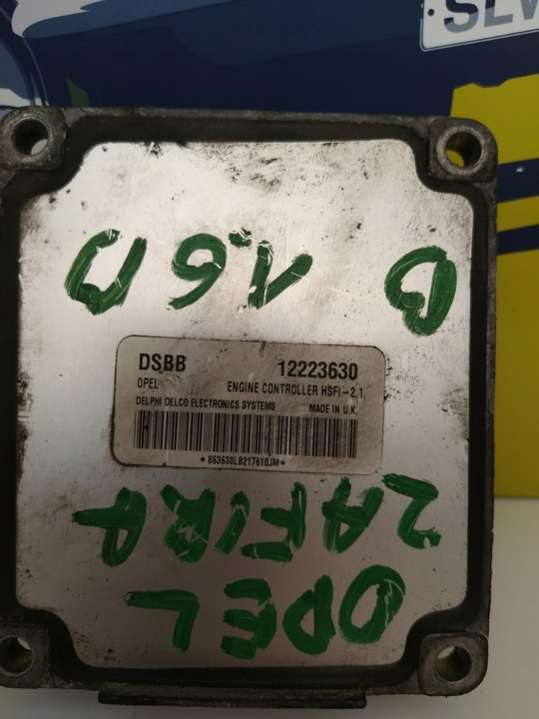 DSBB 12223630
OPEL ENGINE CONTROLLER HSFI-2.1
DELPHI DELCO ELECTRONICS SYSTEMS MADE IN U.K.
OPEL
ZAFIRA
B 1.6